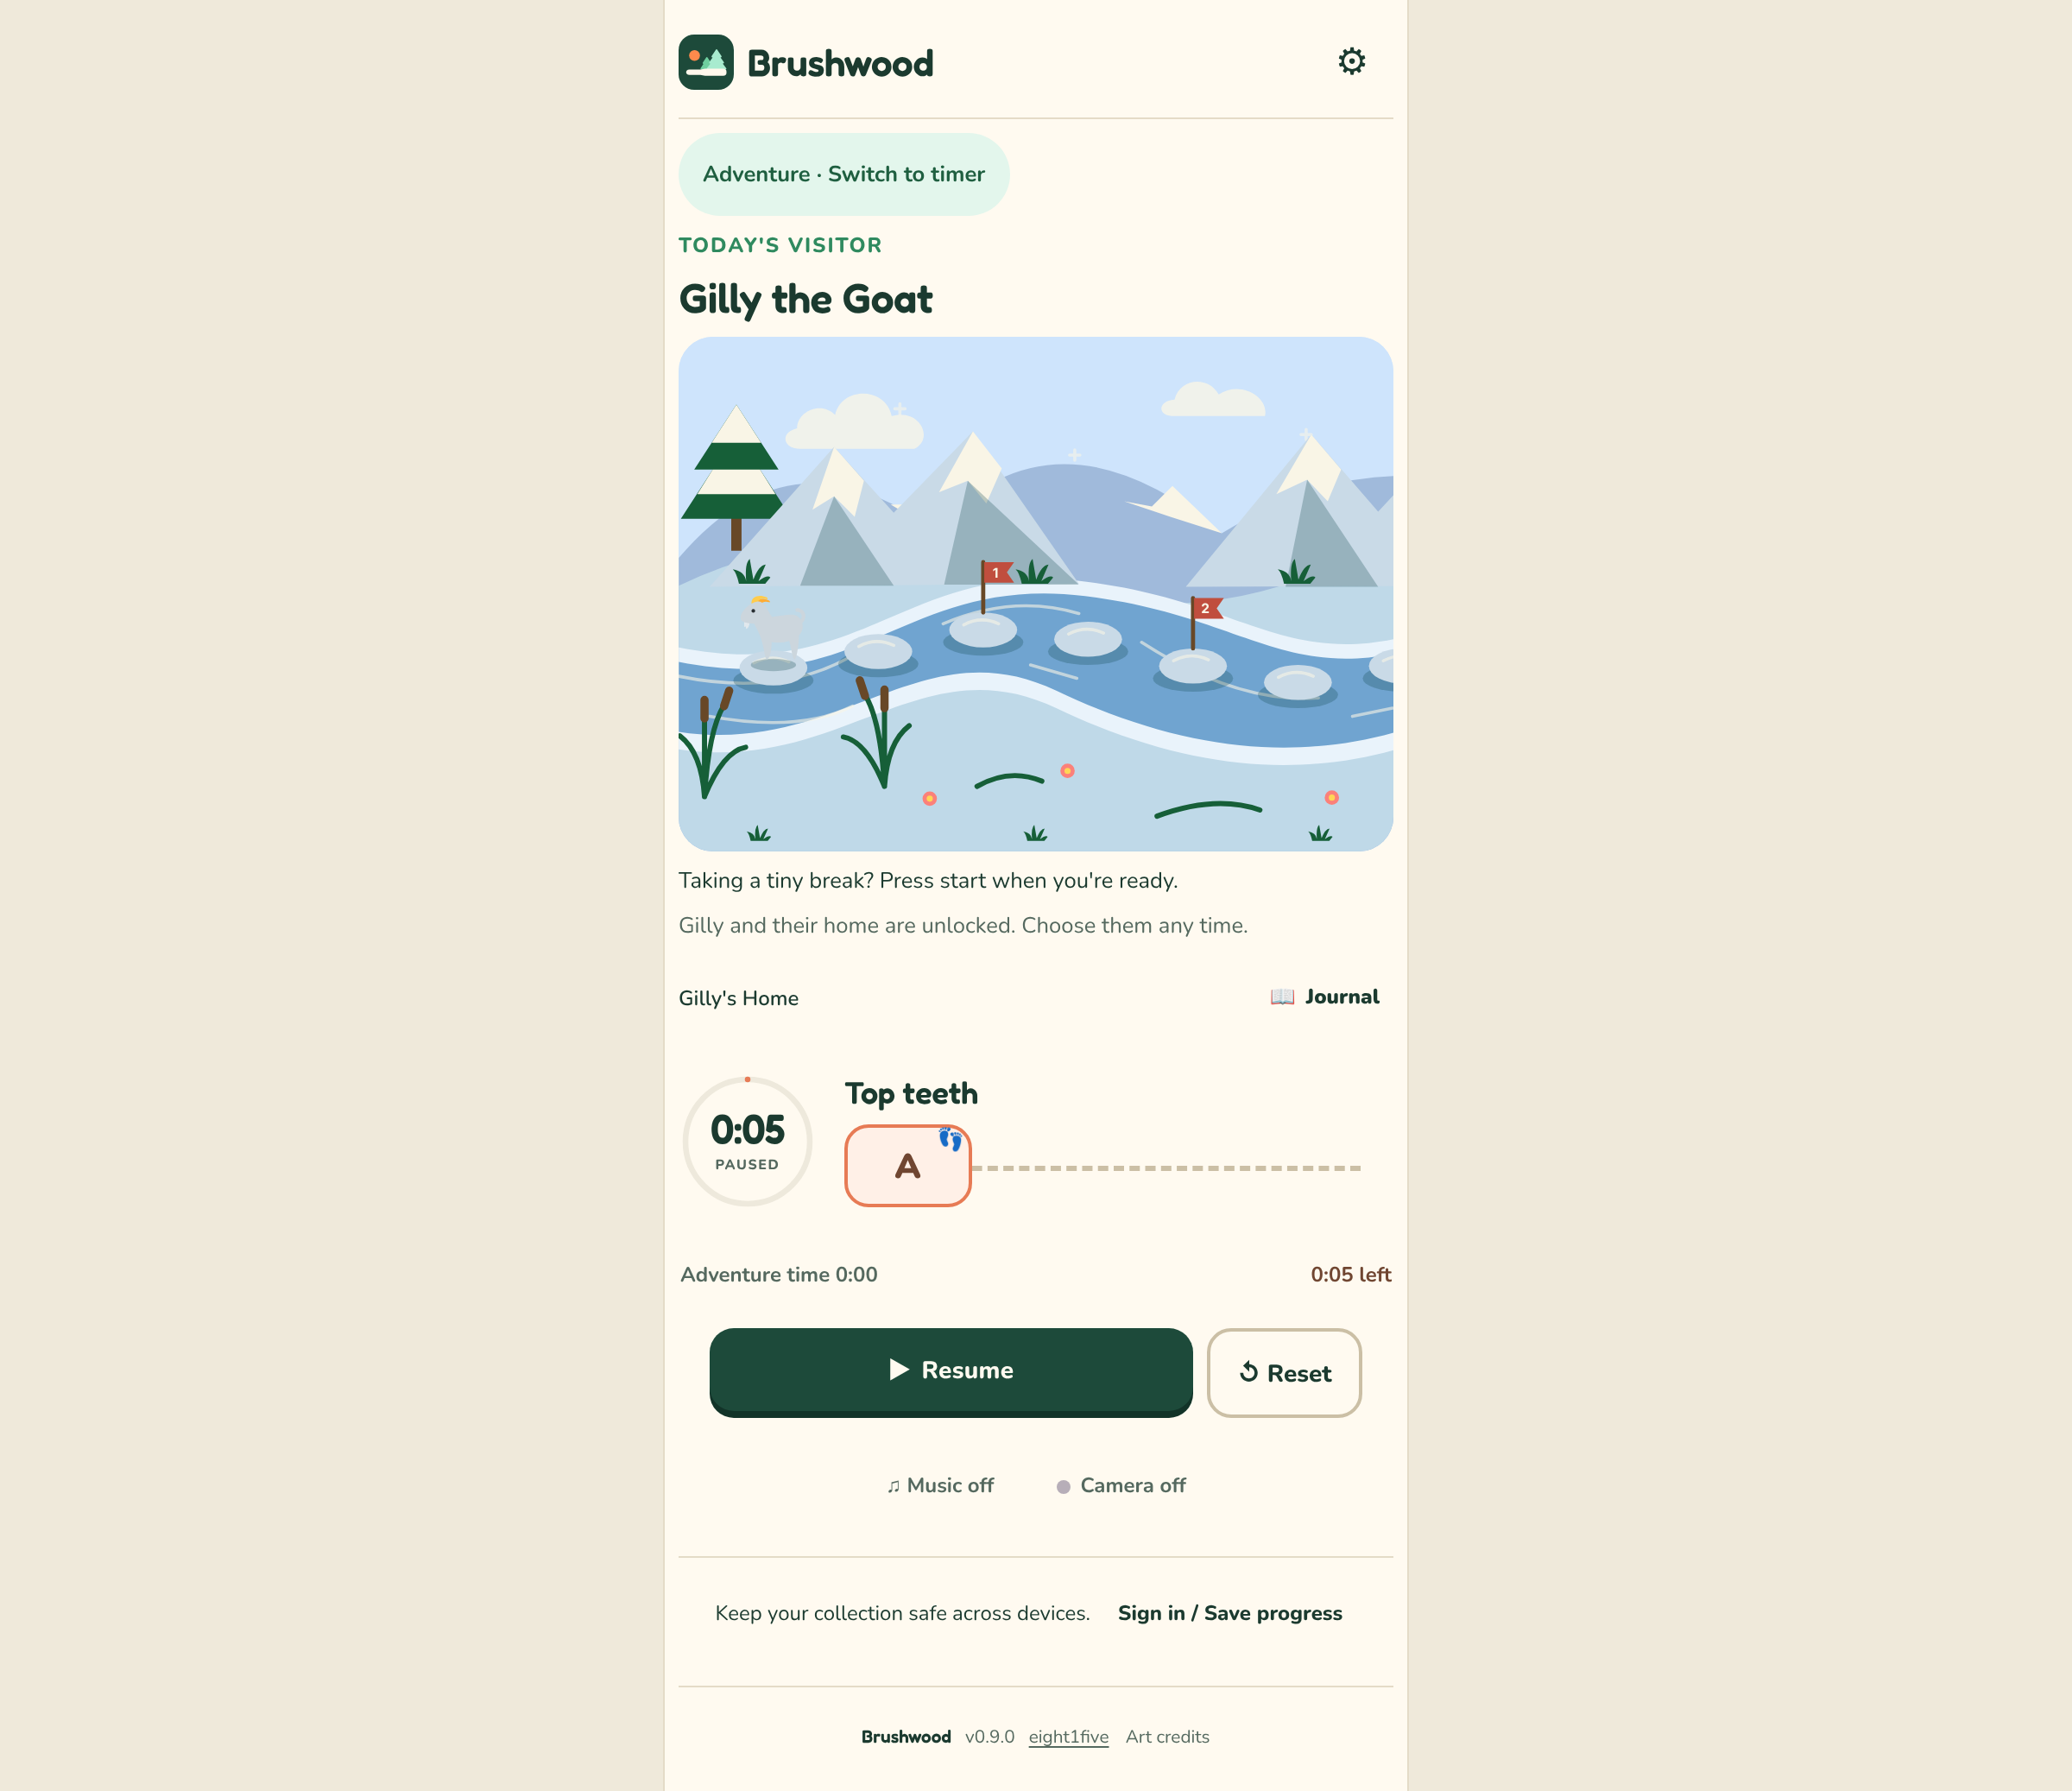 Brushwood
Adventure · Switch to timer
TODAY'S VISITOR
Gilly the Goat
1
2
Taking a tiny break? Press start when you're ready.
Gilly and their home are unlocked. Choose them any time.
Gilly's Home
Journal
0:05
PAUSED
Top teeth
A
Adventure time 0:00
0:05 left
Resume
Reset
Music off
Camera off
Keep your collection safe across devices. Sign in / Save progress
Brushwood v0.9.0 eight1five Art credits